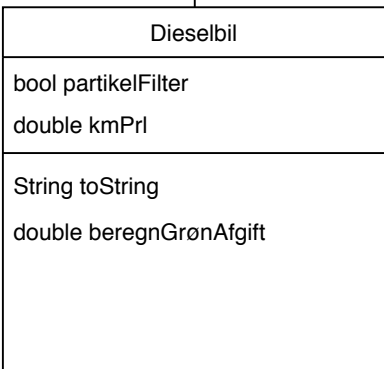 Dieselbil
bool partikelFilter
double kmPrl
String toString
double beregnGrønAfgift